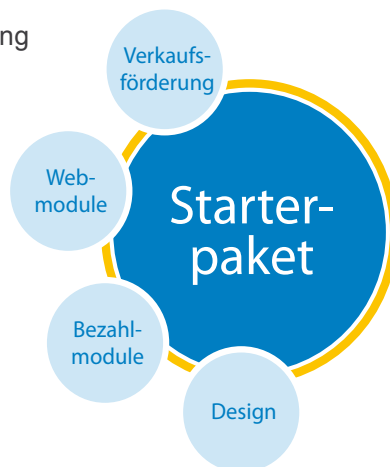 ng
Verkaufs-
förderung
Web-
module
Starter-
paket
Bezahl-
module
Design